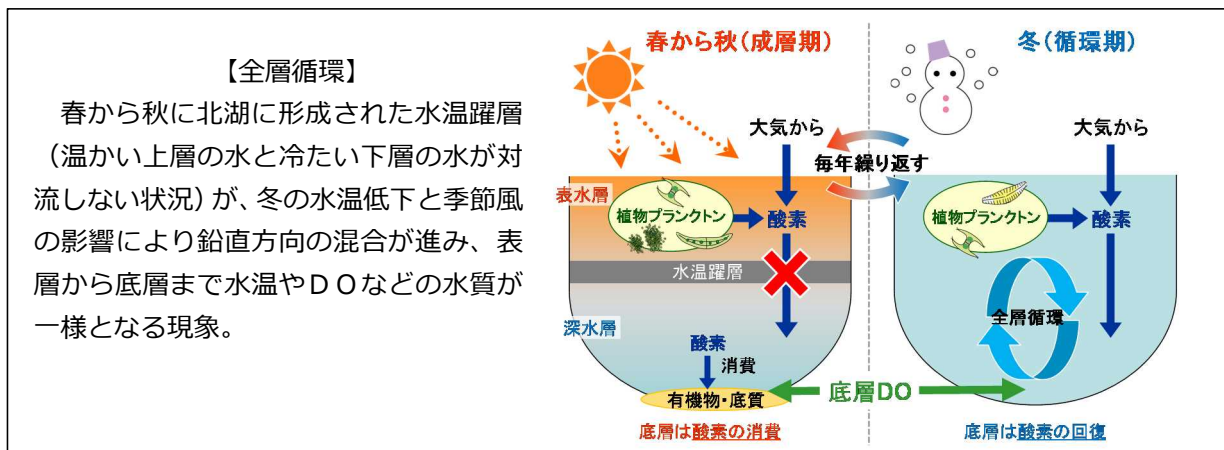 【全層循環】
春から秋に北湖に形成された水温躍層
（温かい上層の水と冷たい下層の水が対
流しない状況）が、冬の水温低下と季節風
の影響により鉛直方向の混合が進み、表
層から底層まで水温やＤＯなどの水質が
一様となる現象。
春から秋(成層期)
大気から
表水層
植物プランクトン
酸素
水温躍層
深水層
酸素
消費
有機物・底質
底層は酸素の消費
毎年繰り返す
底層DO
冬(循環期)
大気から
植物プランクトン
酸素
全層循環
底層は酸素の回復